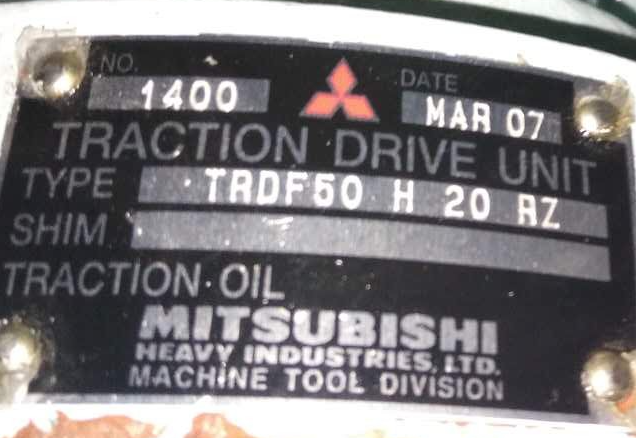 NO. DATE
1400 MAR 07
TRACTION DRIVE UNIT
TYPE TRDF50 H 20 RZ
SHIM
TRACTION·OIL
MITSUBISHI
HEAVY INDUSTRIES, LTD.
MACHINE TOOL DIVISION